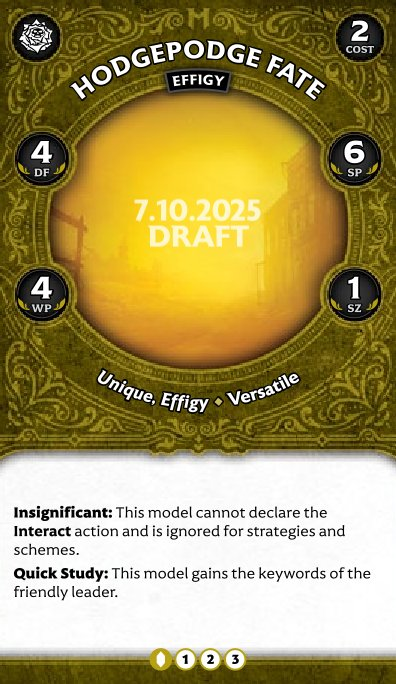 2
COST
HODGEPODGE FATE
EFFIGY
4
DF
6
SP
7.10.2025
DRAFT
4
WP
1
SZ
Unique, Effigy ⬥ Versatile
Insignificant: This model cannot declare the
Interact action and is ignored for strategies and
schemes.
Quick Study: This model gains the keywords of the
friendly leader.
1 2 3